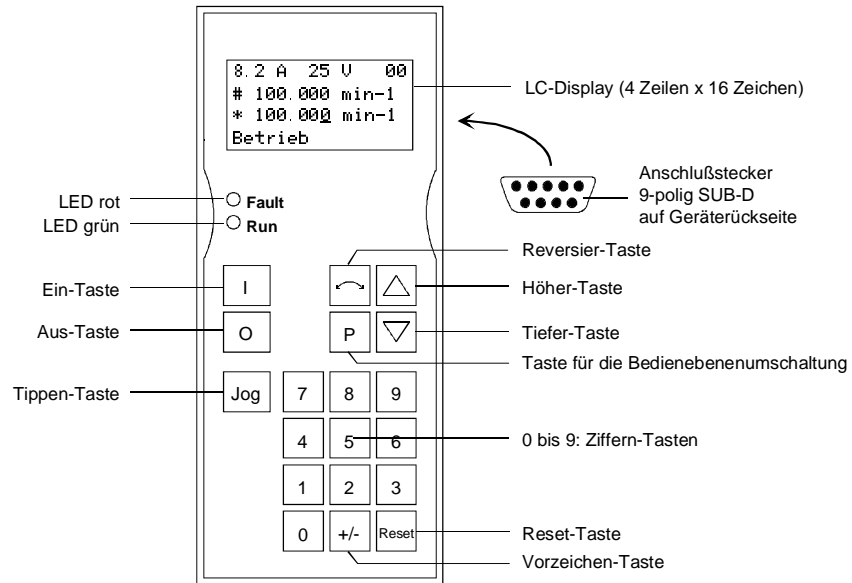 8.2 A 25 V 00
# 100.000 min-1
* 100.000 min-1
Betrieb
LC-Display (4 Zeilen x 16 Zeichen)
Anschlußstecker
9-polig SUB-D
auf Geräterückseite
LED rot
Fault
LED grün
Run
Reversier-Taste
Ein-Taste
I
Höher-Taste
Aus-Taste
O
P
Tiefer-Taste
Taste für die Bedienebenenumschaltung
Tippen-Taste
Jog
7 8 9
4 5 6
0 bis 9: Ziffern-Tasten
1 2 3
0 +/- Reset
Reset-Taste
Vorzeichen-Taste